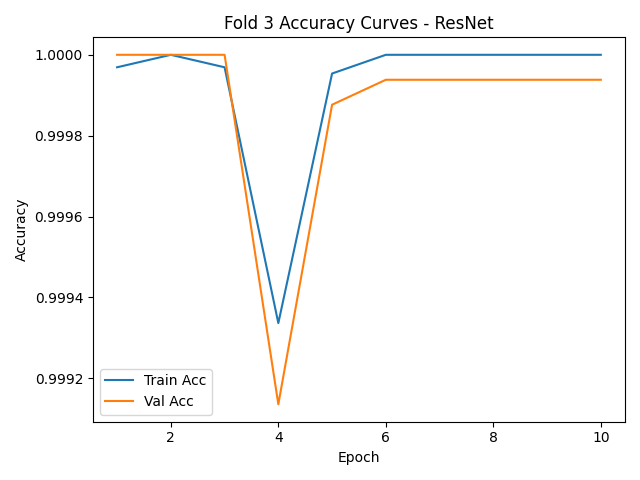 Fold 3 Accuracy Curves - ResNet
1.0000
0.9998
0.9996
0.9994
0.9992
Accuracy
Train Acc
Val Acc
2 4 6 8 10
Epoch